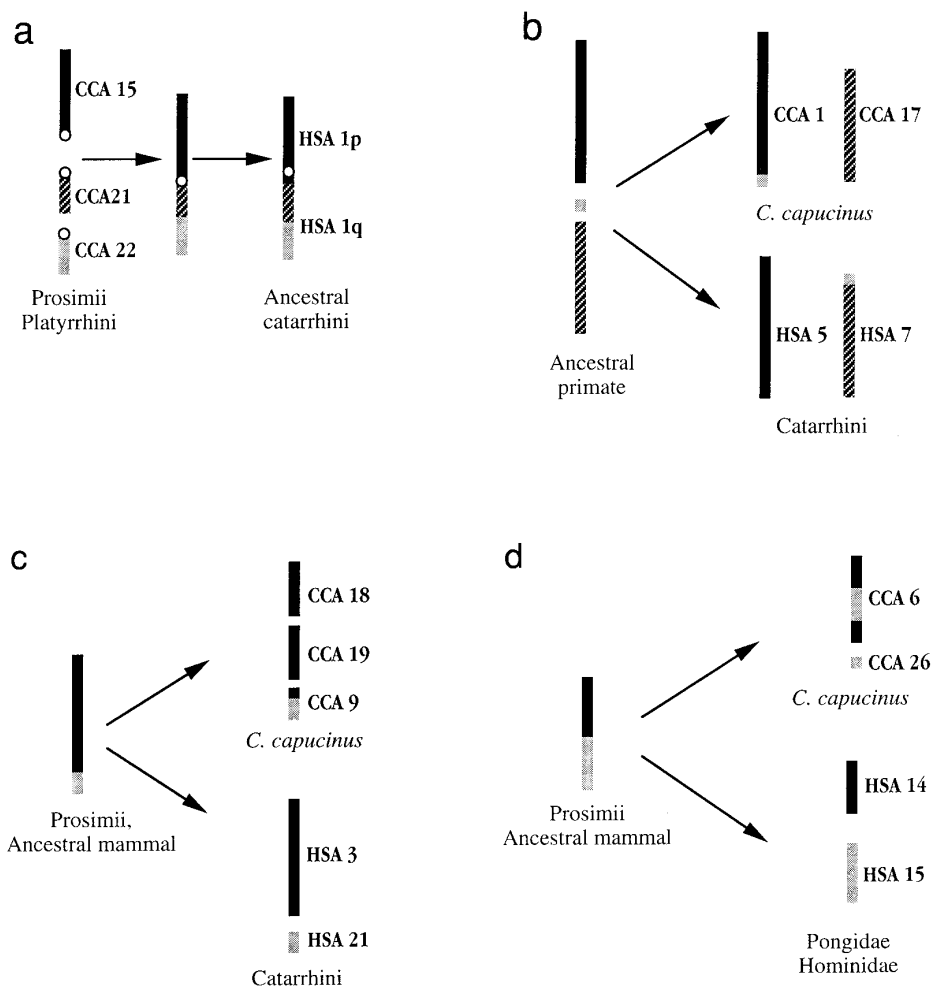 a
CCA 15
CCA21
CCA 22
HSA 1p
HSA 1q
Prosimii
Platyrrhini
Ancestral
catarrhini
b
CCA 1
CCA 17
C. capucinus
HSA 5
HSA 7
Ancestral
primate
Catarrhini
c
CCA 18
CCA 19
CCA 9
C. capucinus
Prosimii,
Ancestral mammal
HSA 3
HSA 21
Catarrhini
d
CCA 6
CCA 26
C. capucinus
Prosimii
Ancestral mammal
HSA 14
HSA 15
Pongidae
Hominidae